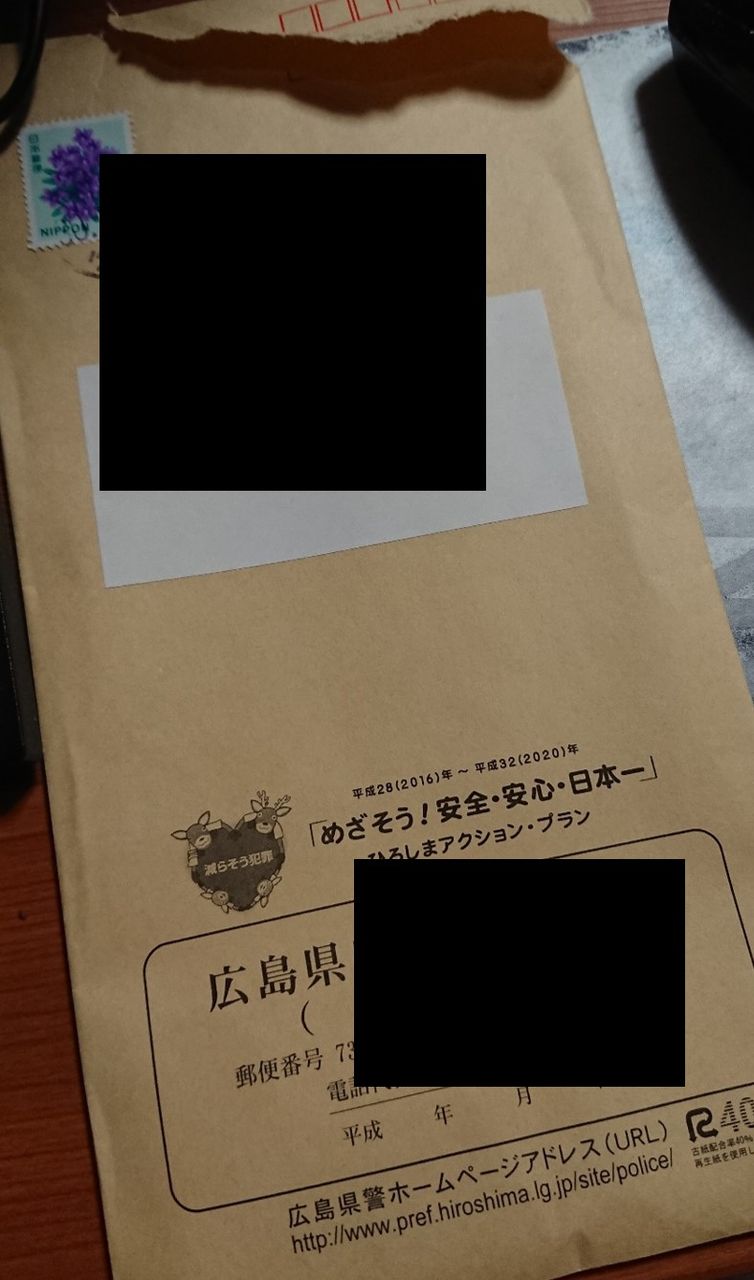 日本郵便
NIPPON
平成28(2016)年 ～ 平成32(2020)年
「めざそう！安全・安心・日本一」
ひろしまアクション・プラン
減らそう犯罪
広島県
(
郵便番号 73
電話
平成 年 月
広島県警ホームページアドレス(URL)
http://www.pref.hiroshima.lg.jp/site/police/
R40
古紙配合率40%
再生紙を使用し